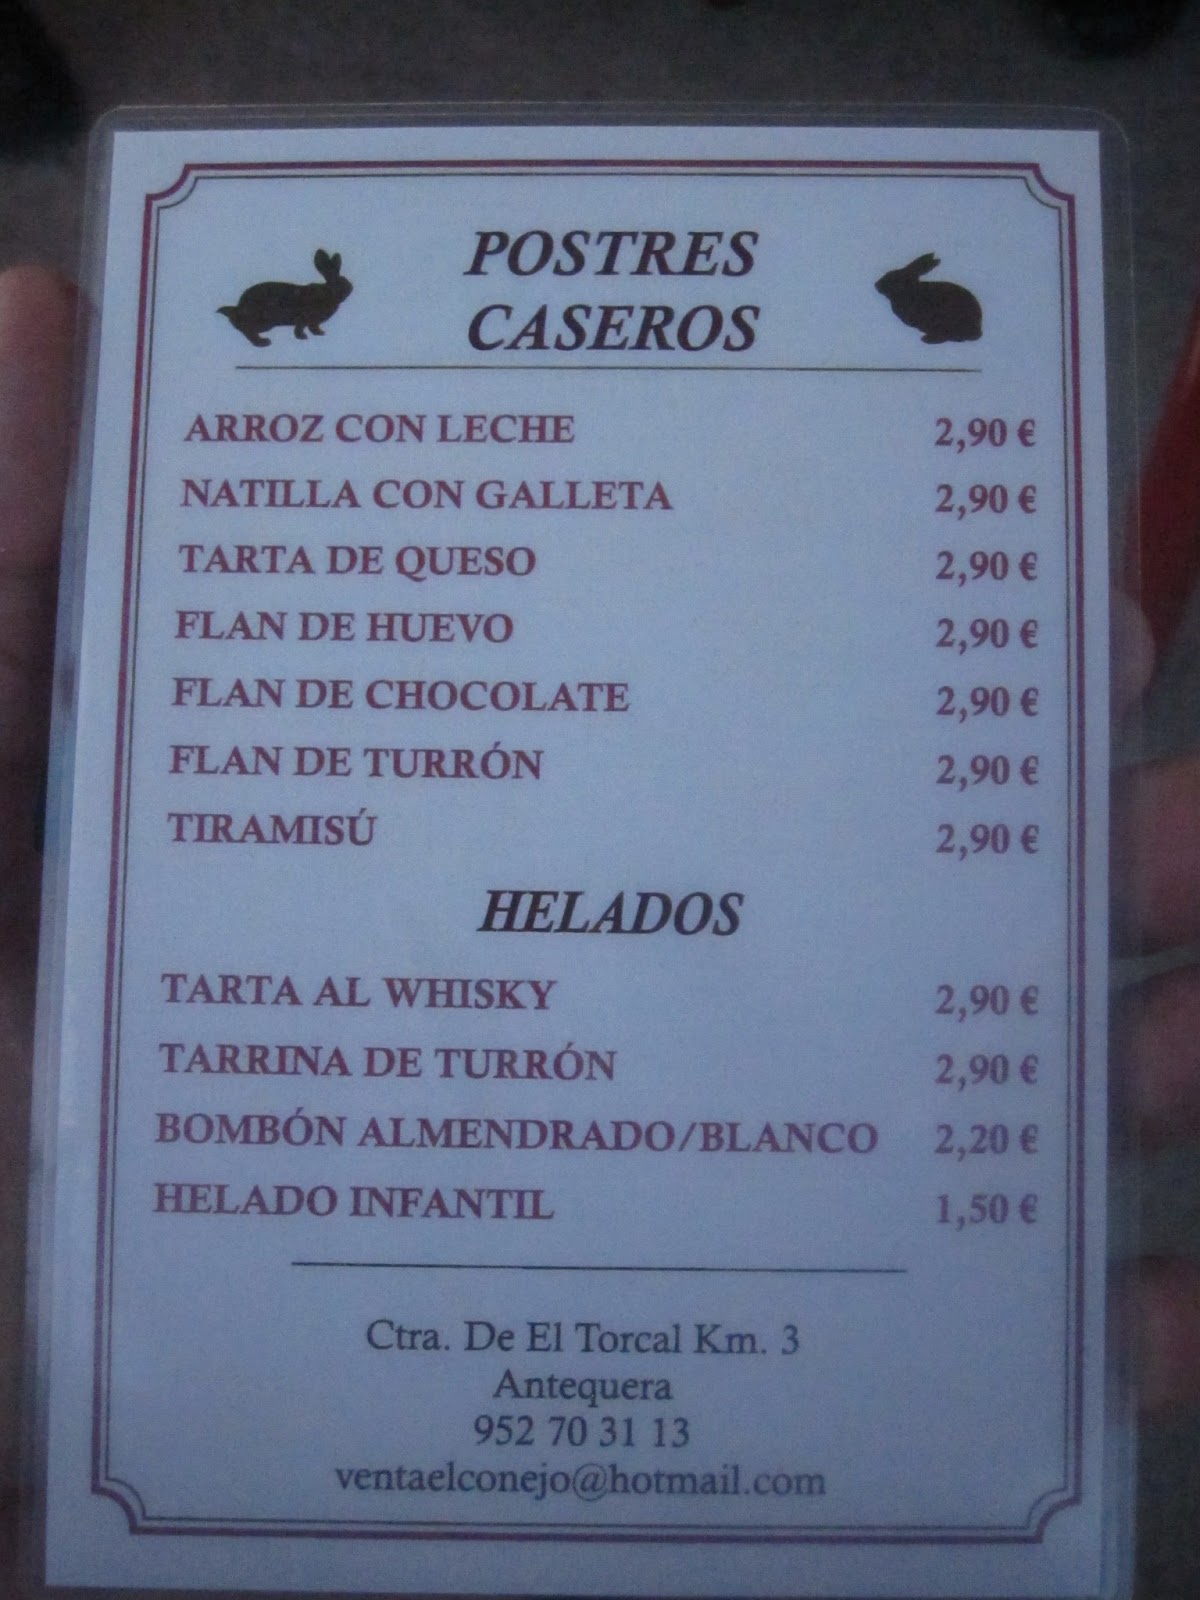 POSTRES
CASEROS
ARROZ CON LECHE 2,90 €
NATILLA CON GALLETA 2,90 €
TARTA DE QUESO 2,90 €
FLAN DE HUEVO 2,90 €
FLAN DE CHOCOLATE 2,90 €
FLAN DE TURRÓN 2,90 €
TIRAMISÚ 2,90 €
HELADOS
TARTA AL WHISKY 2,90 €
TARRINA DE TURRÓN 2,90 €
BOMBÓN ALMENDRADO/BLANCO 2,20 €
HELADO INFANTIL 1,50 €
Ctra. De El Torcal Km. 3
Antequera
952 70 31 13
ventaelconejo@hotmail.com